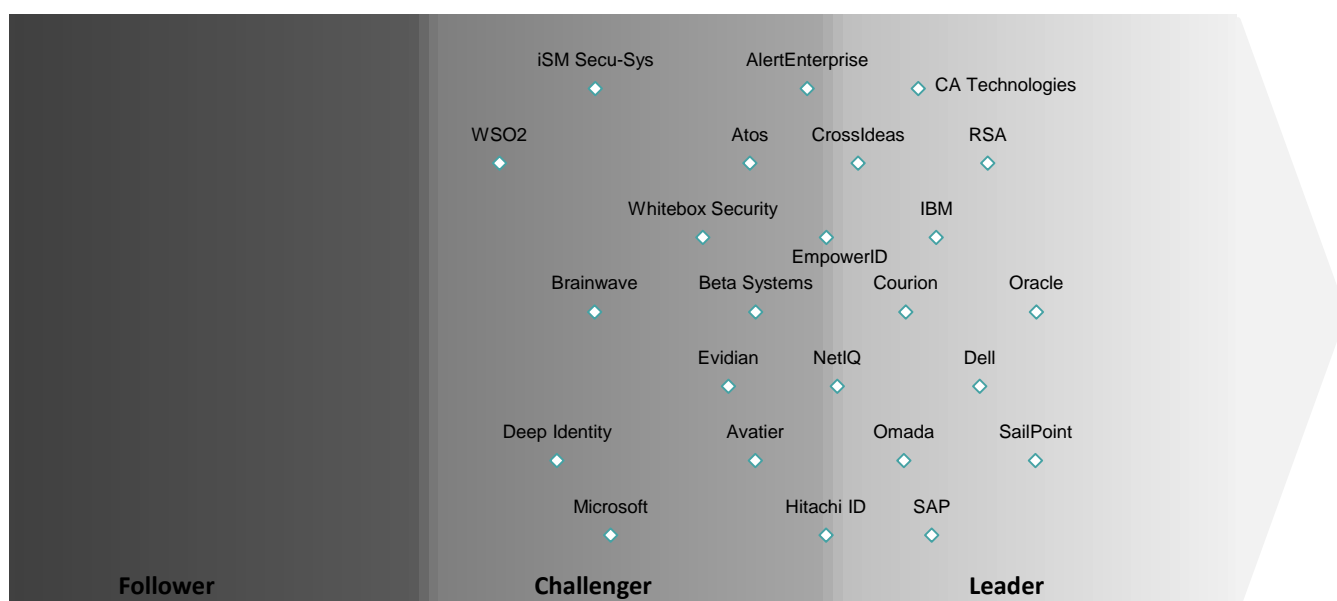 iSM Secu-Sys
AlertEnterprise
CA Technologies
WSO2
Atos
CrossIdeas
RSA
Whitebox Security
IBM
EmpowerID
Brainwave
Beta Systems
Courion
Oracle
Evidian
NetIQ
Dell
Deep Identity
Avatier
Omada
SailPoint
Microsoft
Hitachi ID
SAP
Follower
Challenger
Leader